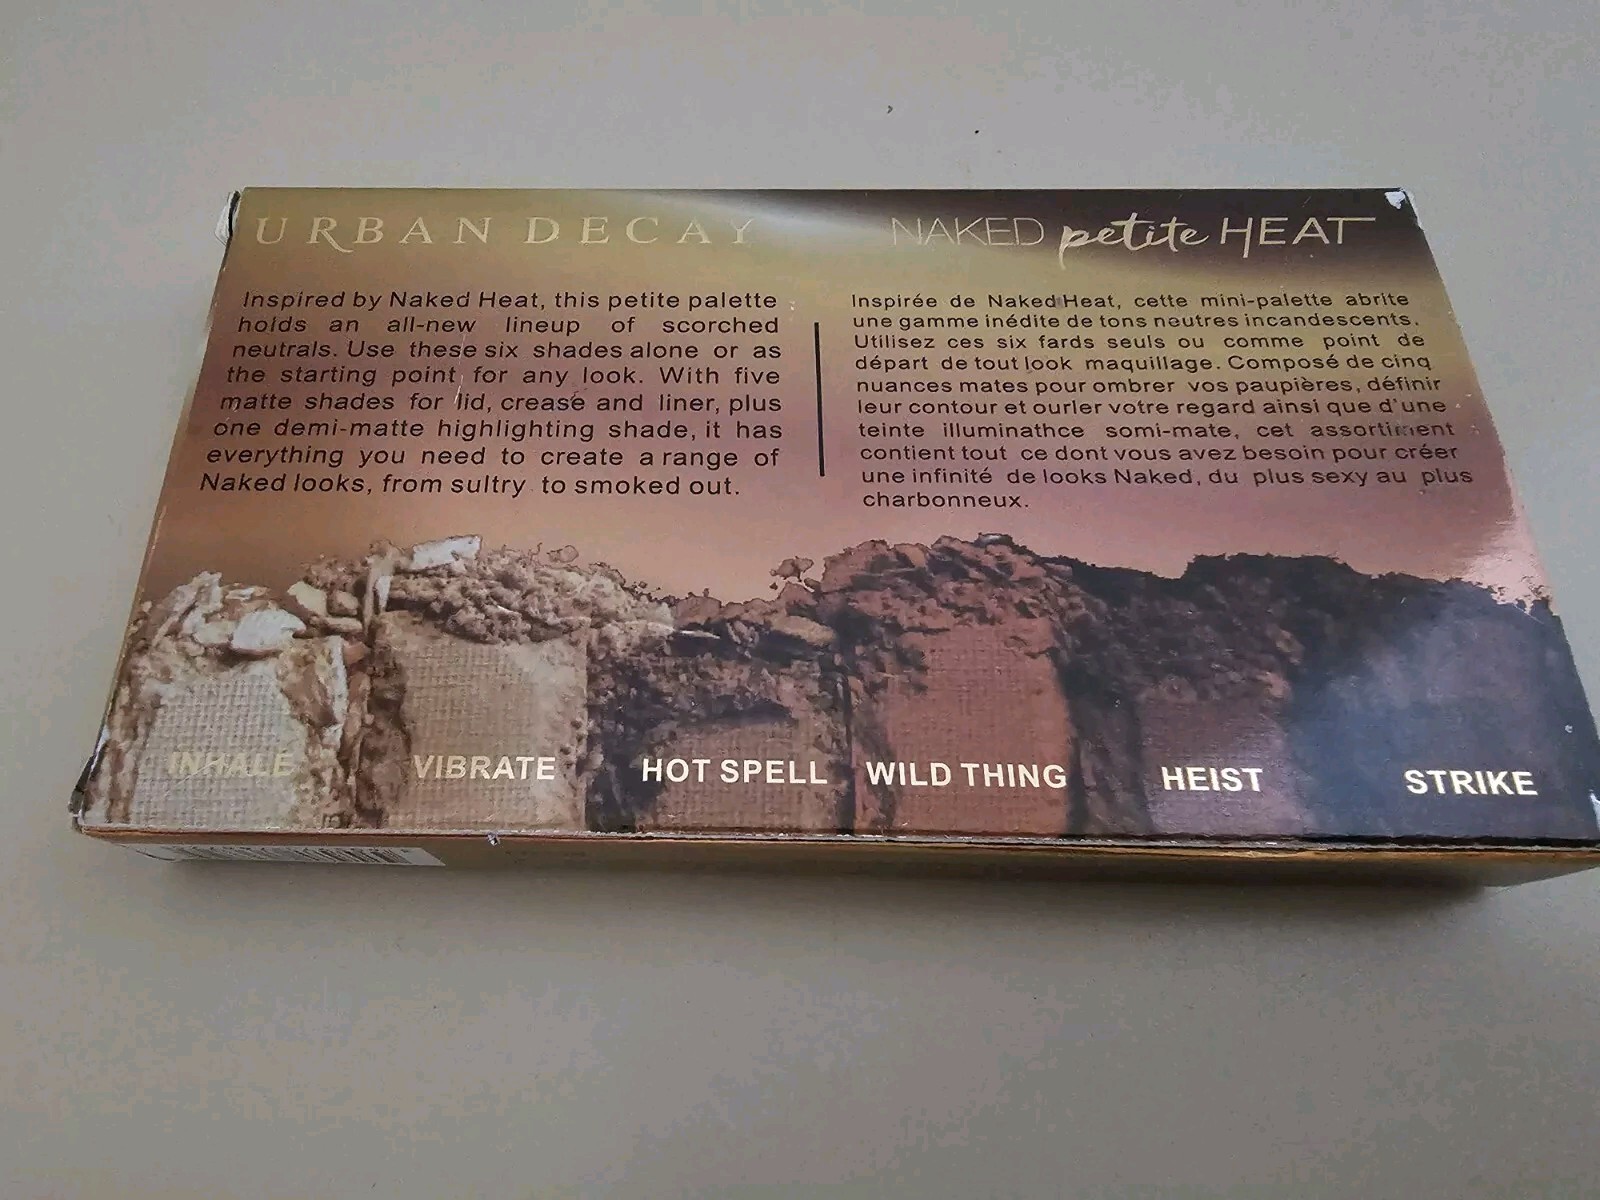 URBAN DECAY
NAKED petite HEAT
Inspired by Naked Heat, this petite palette
holds an all-new lineup of scorched
neutrals. Use these six shades alone or as
the starting point for any look. With five
matte shades for lid, crease and liner, plus
one demi-matte highlighting shade, it has
everything you need to create a range of
Naked looks, from sultry to smoked out.
Inspirée de Naked Heat, cette mini-palette abrite
une gamme inédite de tons neutres incandescents.
Utilisez ces six fards seuls ou comme point de
départ de tout look maquillage. Composé de cinq
nuances mates pour ombrer vos paupières, définir
leur contour et ourler votre regard ainsi que d'une
teinte illuminathce somi-mate, cet assortiment
contient tout ce dont vous avez besoin pour créer
une infinité de looks Naked, du plus sexy au plus
charbonneux.
INHALE VIBRATE HOT SPELL WILD THING HEIST STRIKE